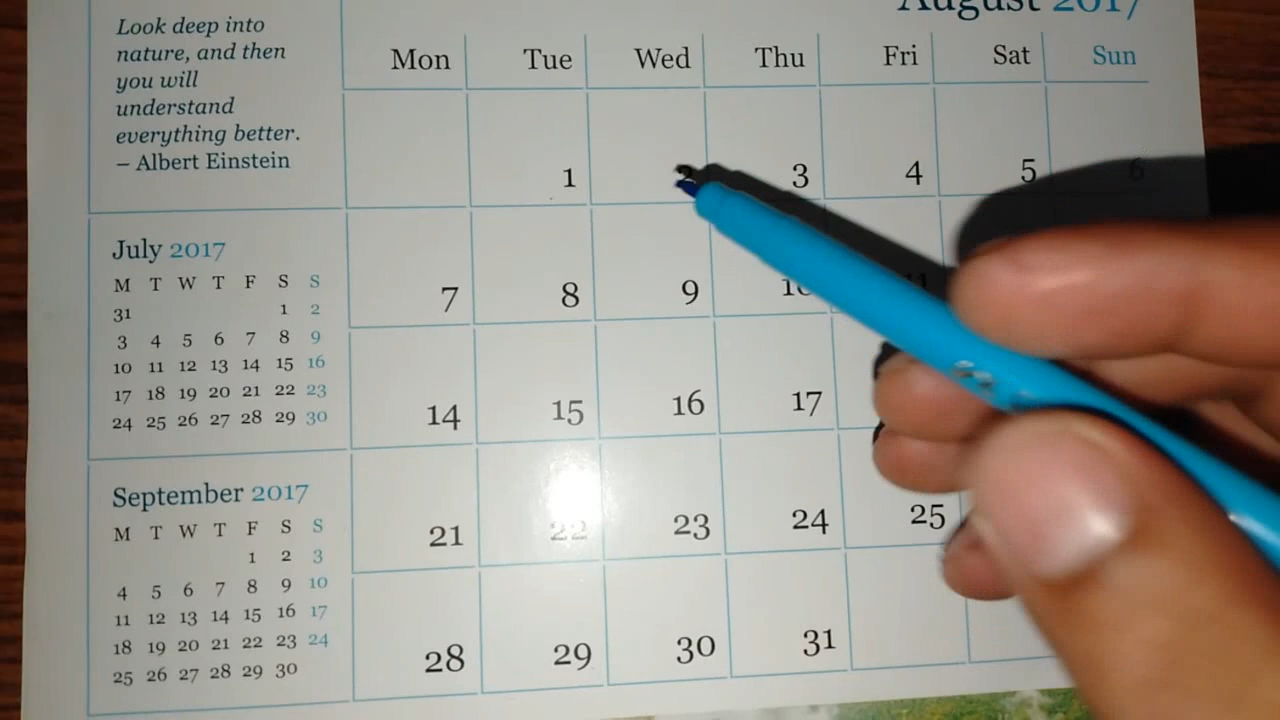 Look deep into
nature, and then
you will
understand
everything better.
– Albert Einstein
August 2017
Mon Tue Wed Thu Fri Sat Sun
1 2 3 4 5 6
7 8 9 10 11
14 15 16 17
21 22 23 24 25
28 29 30 31
July 2017
M T W T F S S
31 1 2
3 4 5 6 7 8 9
10 11 12 13 14 15 16
17 18 19 20 21 22 23
24 25 26 27 28 29 30
September 2017
M T W T F S S
1 2 3
4 5 6 7 8 9 10
11 12 13 14 15 16 17
18 19 20 21 22 23 24
25 26 27 28 29 30